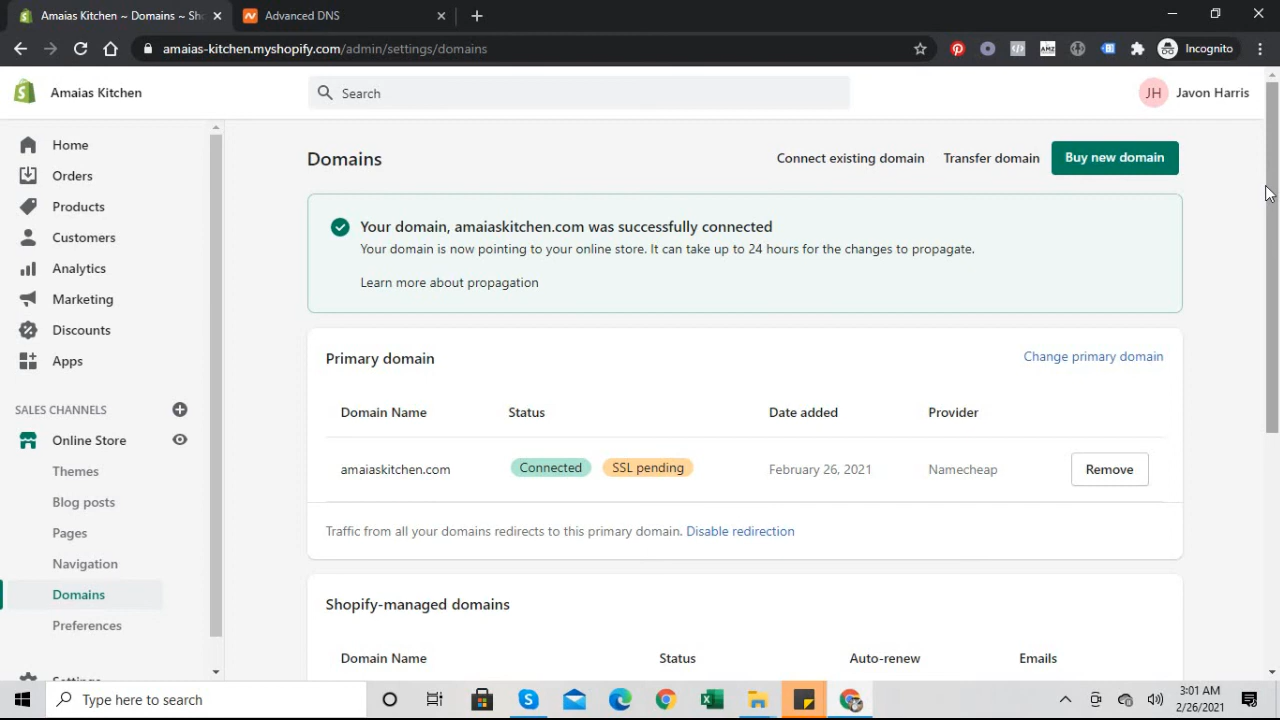 Amaias Kitchen ~ Domains ~ Sho
Advanced DNS
amaias-kitchen.myshopify.com/admin/settings/domains
Incognito
Amaias Kitchen
Search
JH
Javon Harris
Home
Orders
Products
Customers
Analytics
Marketing
Discounts
Apps
SALES CHANNELS
Online Store
Themes
Blog posts
Pages
Navigation
Domains
Preferences
Settings
Domains
Connect existing domain
Transfer domain
Buy new domain
Your domain, amaiaskitchen.com was successfully connected
Your domain is now pointing to your online store. It can take up to 24 hours for the changes to propagate.
Learn more about propagation
Primary domain
Change primary domain
Domain Name Status Date added Provider
amaiaskitchen.com Connected SSL pending February 26, 2021 Namecheap Remove
Traffic from all your domains redirects to this primary domain. Disable redirection
Shopify-managed domains
Domain Name Status Auto-renew Emails
Type here to search
3:01 AM
2/26/2021